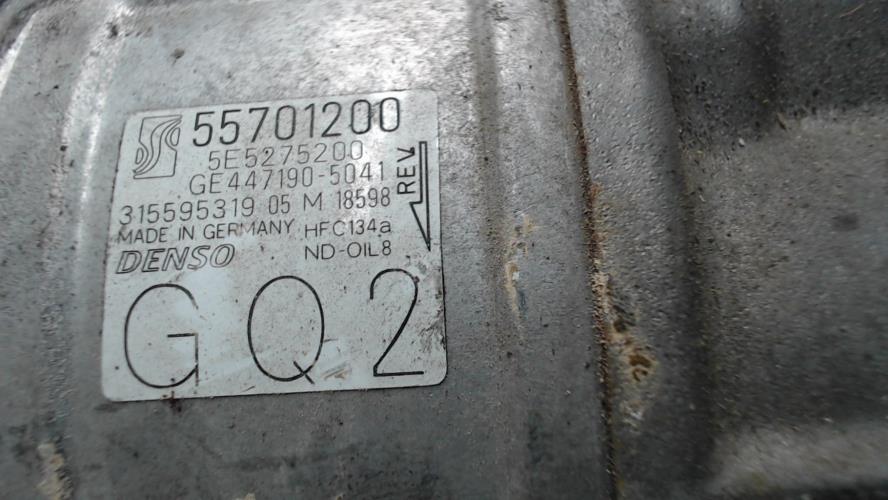 55701200
5E5275200
GE447190-5041
REV.
315595319 05 M 18598
MADE IN GERMANY HFC134a
DENSO ND-OIL8
GQ2